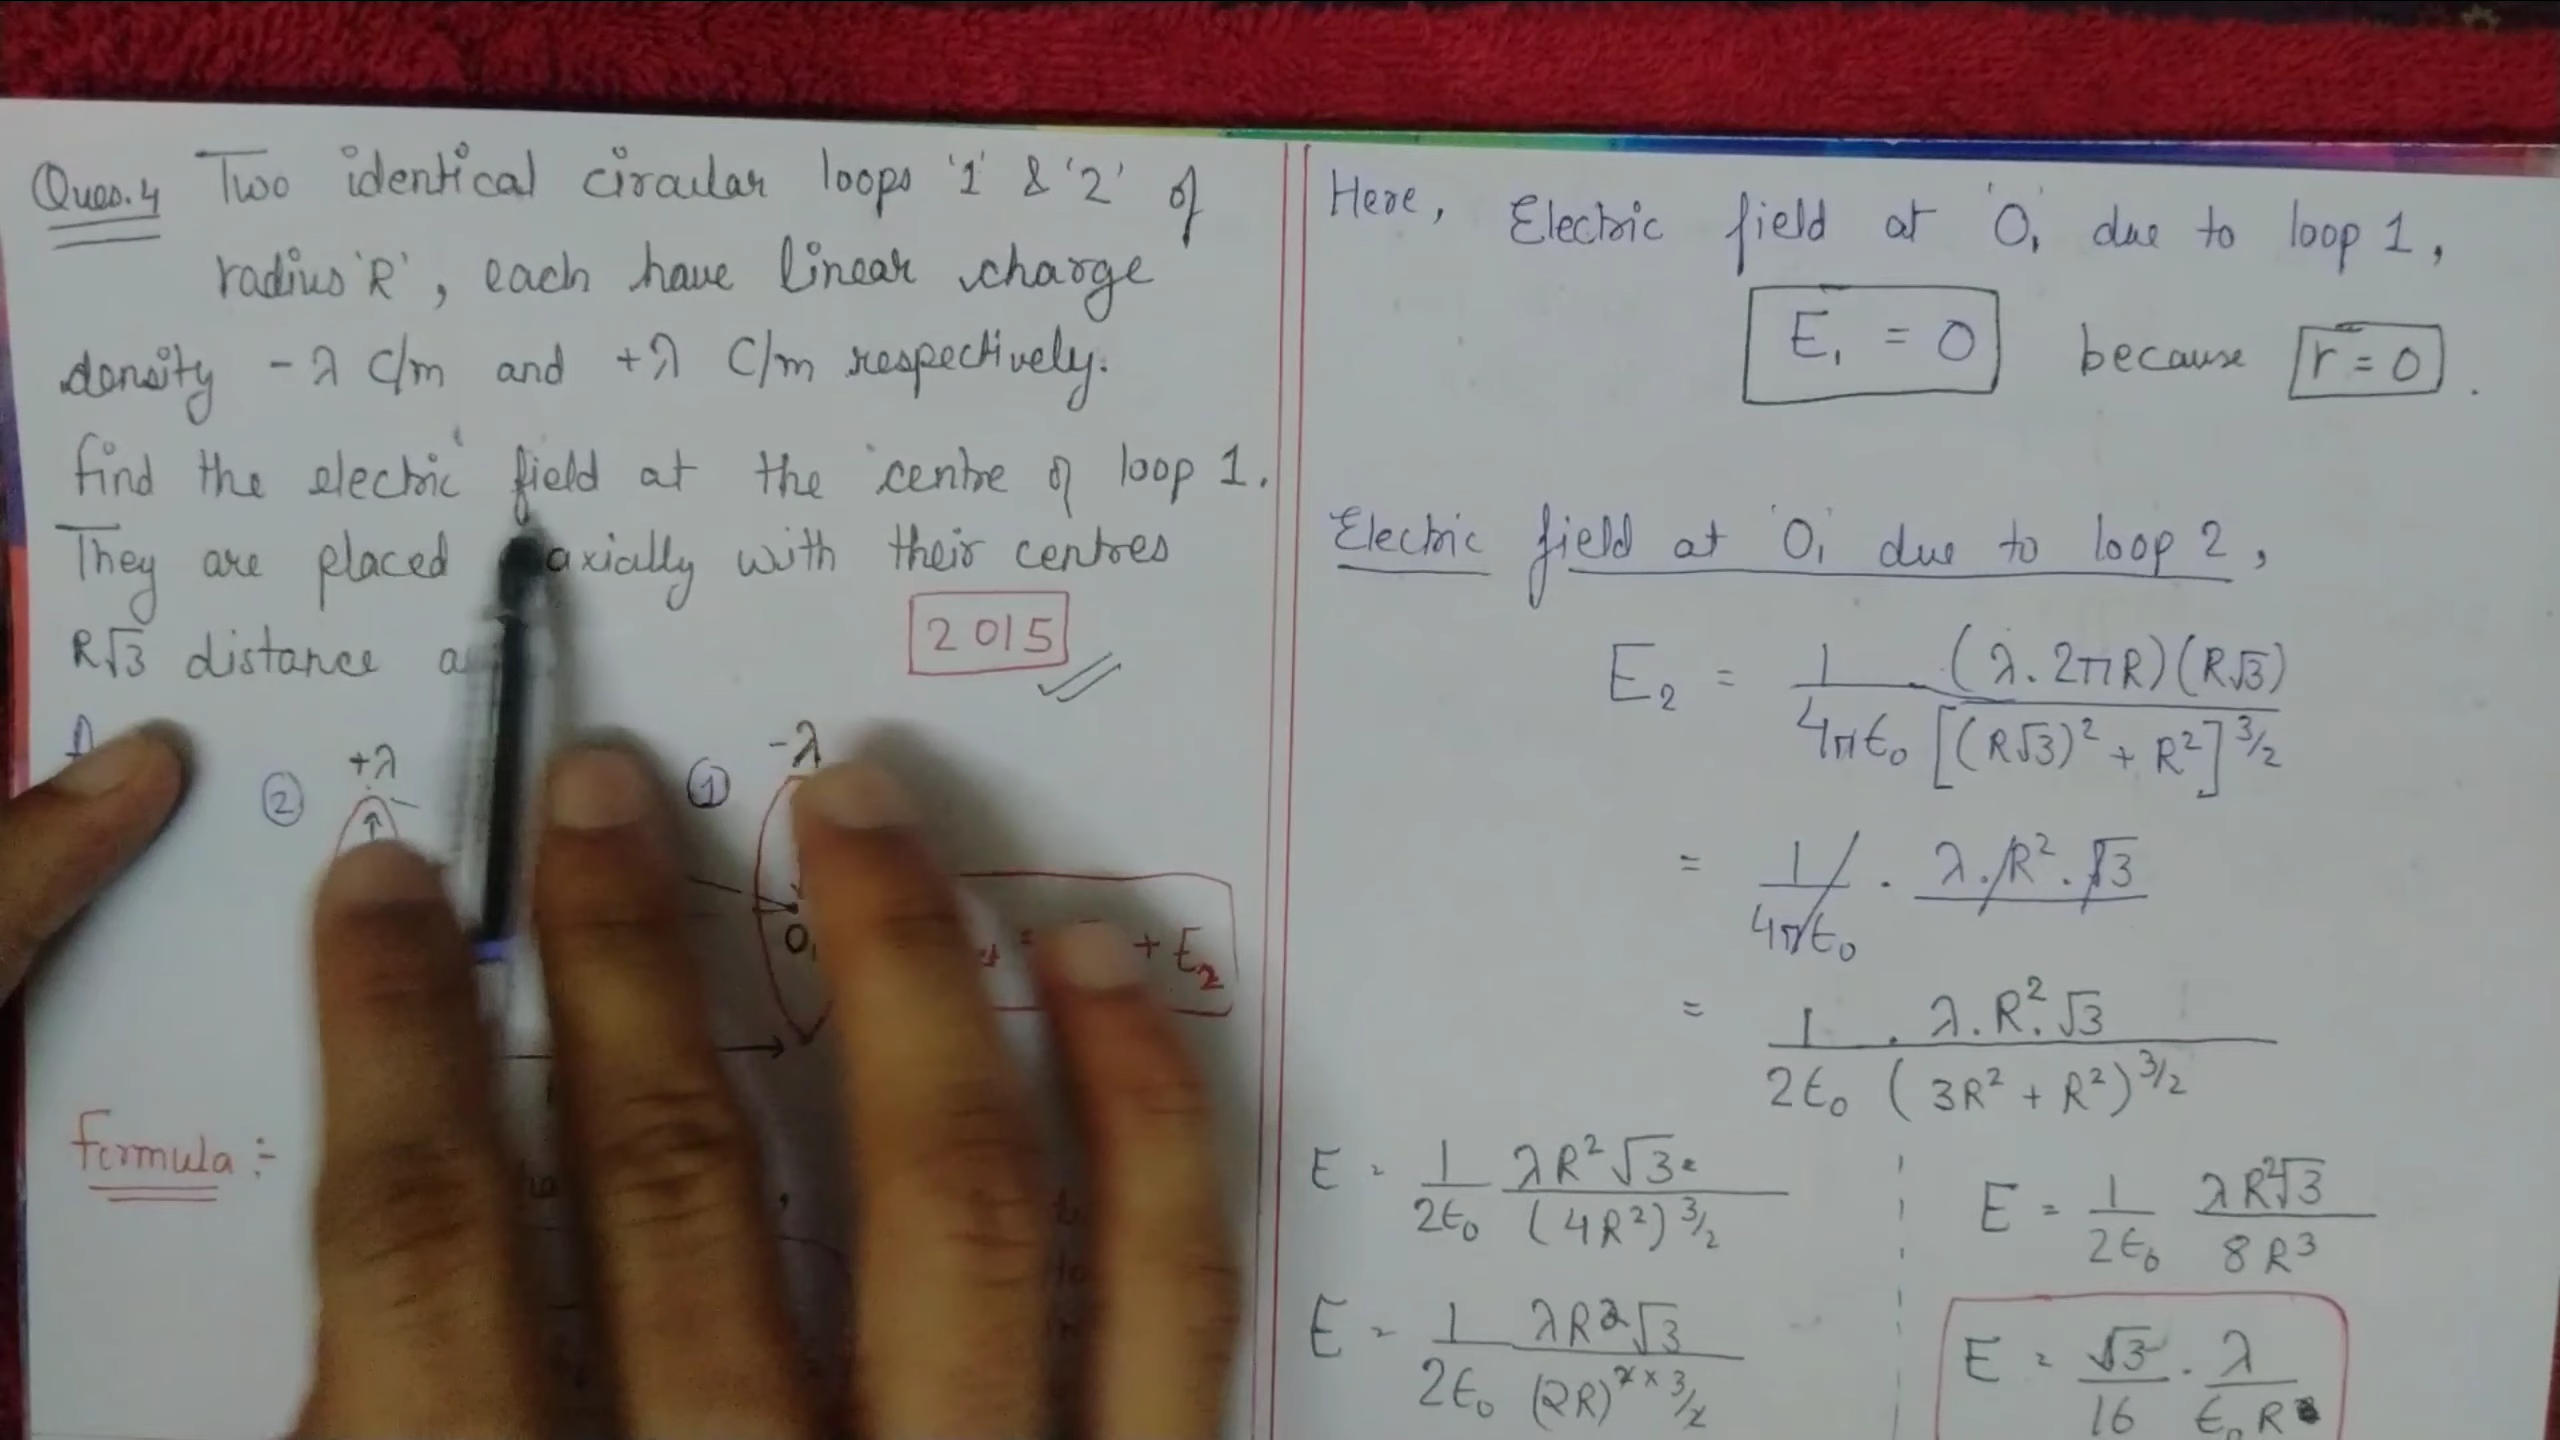 Ques.4 Two identical circular loops '1' & '2' of
radius 'R', each have linear charge
density -λ C/m and +λ C/m respectively.
find the electric field at the centre of loop 1.
They are placed axially with their centres
R√3 distance
2015
+λ
②
①
-λ
O₁
+ E₂
Formula :-
Here, Electric field at 'O₁' due to loop 1,
E₁ = 0 because r = 0 .
Electric field at 'O₁' due to loop 2,
E₂ = 1/4πϵ₀ (λ. 2πR)(R√3)/[(R√3)² + R²]^3/2
= 1/4πϵ₀ . λ. R². √3
= 1/2ϵ₀ . λ. R². √3/(3R² + R²)^3/2
E = 1/2ϵ₀ λR²√3/(4R²)^3/2
E = 1/2ϵ₀ λR²√3/(2R)^2×3/2
E = 1/2ϵ₀ λR²√3/8R³
E = √3/16 . λ/ϵ₀R